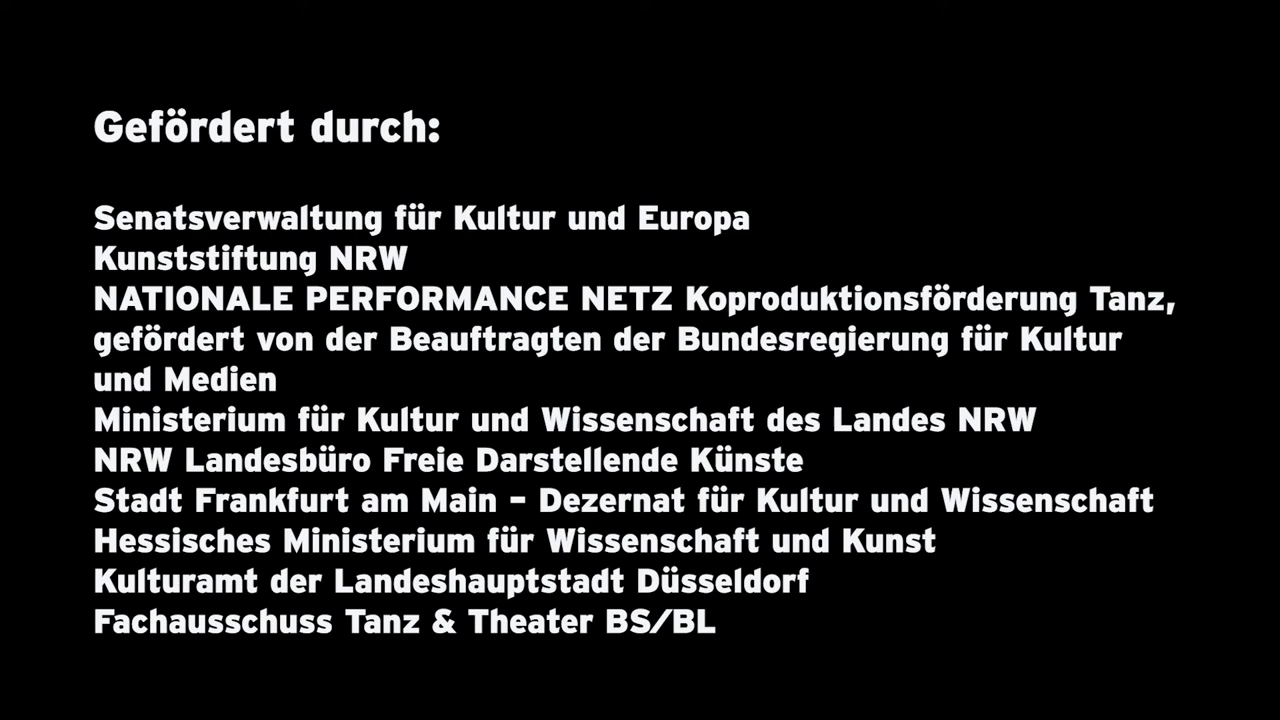 Gefördert durch:
Senatsverwaltung für Kultur und Europa
Kunststiftung NRW
NATIONALE PERFORMANCE NETZ Koproduktionsförderung Tanz,
gefördert von der Beauftragten der Bundesregierung für Kultur
und Medien
Ministerium für Kultur und Wissenschaft des Landes NRW
NRW Landesbüro Freie Darstellende Künste
Stadt Frankfurt am Main – Dezernat für Kultur und Wissenschaft
Hessisches Ministerium für Wissenschaft und Kunst
Kulturamt der Landeshauptstadt Düsseldorf
Fachausschuss Tanz & Theater BS/BL